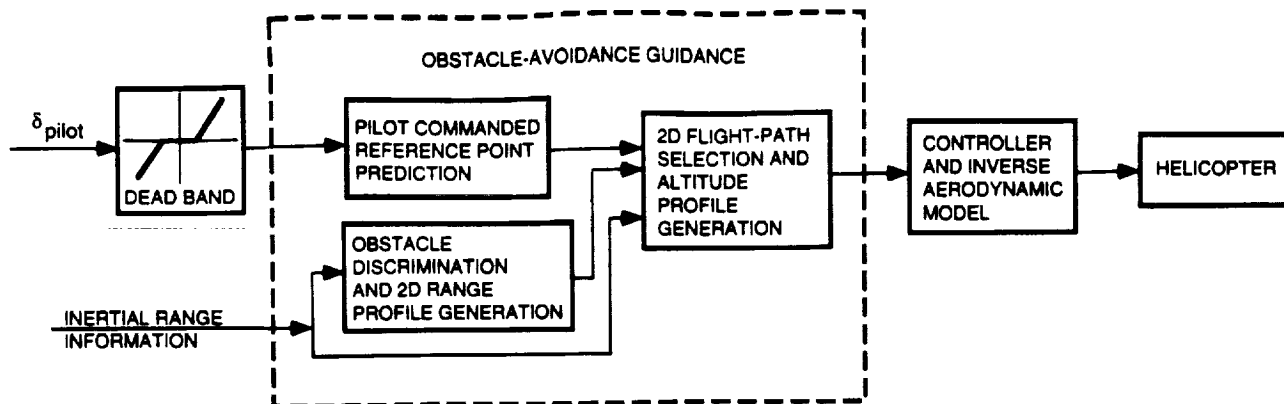 OBSTACLE-AVOIDANCE GUIDANCE
δpilot
DEAD BAND
PILOT COMMANDED
REFERENCE POINT
PREDICTION
OBSTACLE
DISCRIMINATION
AND 2D RANGE
PROFILE GENERATION
INERTIAL RANGE
INFORMATION
2D FLIGHT-PATH
SELECTION AND
ALTITUDE
PROFILE
GENERATION
CONTROLLER
AND INVERSE
AERODYNAMIC
MODEL
HELICOPTER